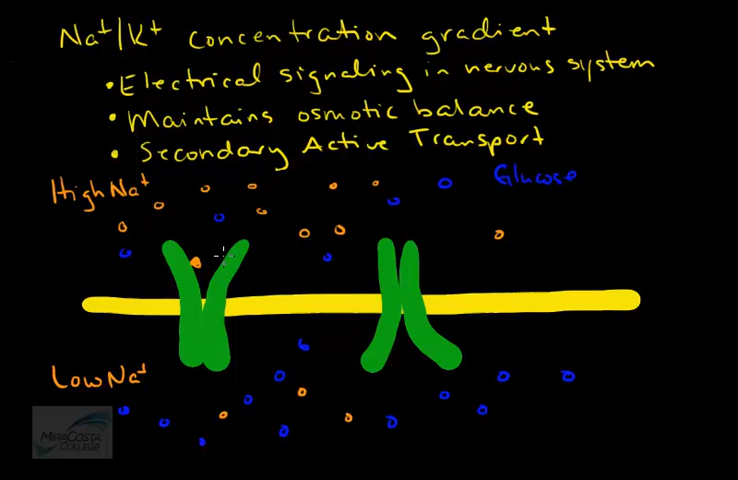 Na+/K+ concentration gradient
• Electrical signaling in nervous system
• Maintains osmotic balance
• Secondary Active Transport
High Na+
Glucose
Low Na+
MIRACOSTA
COLLEGE